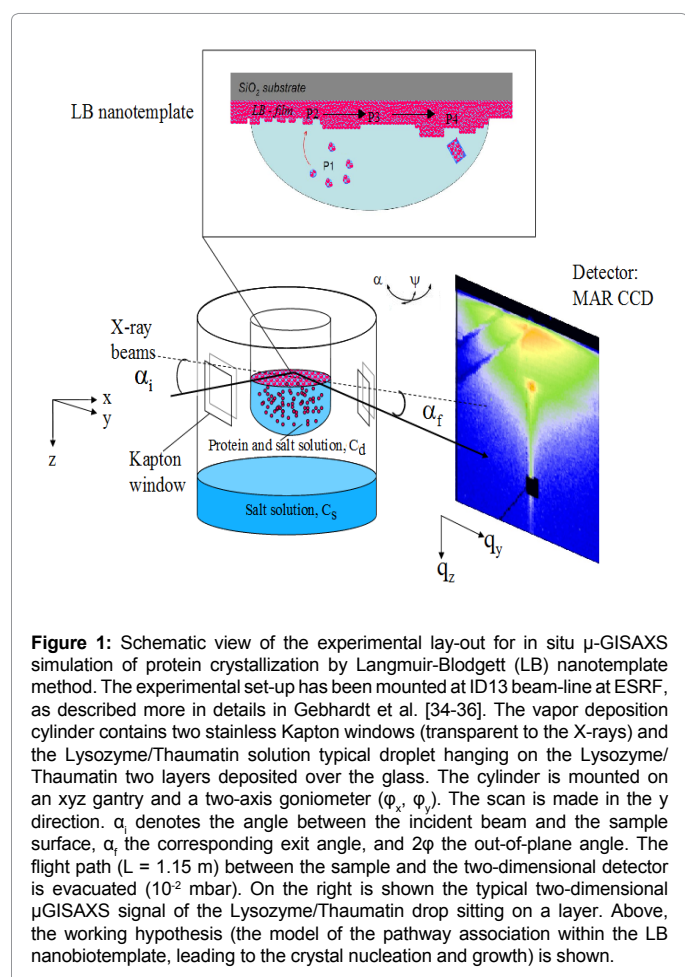 SiO2 substrate
LB nanotemplate
LB - film
P2
P3
P4
P1
Detector:
MAR CCD
α
ψ
X-ray
beams
αi
αf
x
y
z
Kapton
window
Protein and salt solution, Cd
Salt solution, Cs
qy
qz
Figure 1: Schematic view of the experimental lay-out for in situ μ-GISAXS
simulation of protein crystallization by Langmuir-Blodgett (LB) nanotemplate
method. The experimental set-up has been mounted at ID13 beam-line at ESRF,
as described more in details in Gebhardt et al. [34-36]. The vapor deposition
cylinder contains two stainless Kapton windows (transparent to the X-rays) and
the Lysozyme/Thaumatin solution typical droplet hanging on the Lysozyme/
Thaumatin two layers deposited over the glass. The cylinder is mounted on
an xyz gantry and a two-axis goniometer (φx, φy). The scan is made in the y
direction. αi denotes the angle between the incident beam and the sample
surface, αf the corresponding exit angle, and 2φ the out-of-plane angle. The
flight path (L = 1.15 m) between the sample and the two-dimensional detector
is evacuated (10-2 mbar). On the right is shown the typical two-dimensional
μGISAXS signal of the Lysozyme/Thaumatin drop sitting on a layer. Above,
the working hypothesis (the model of the pathway association within the LB
nanobiotemplate, leading to the crystal nucleation and growth) is shown.